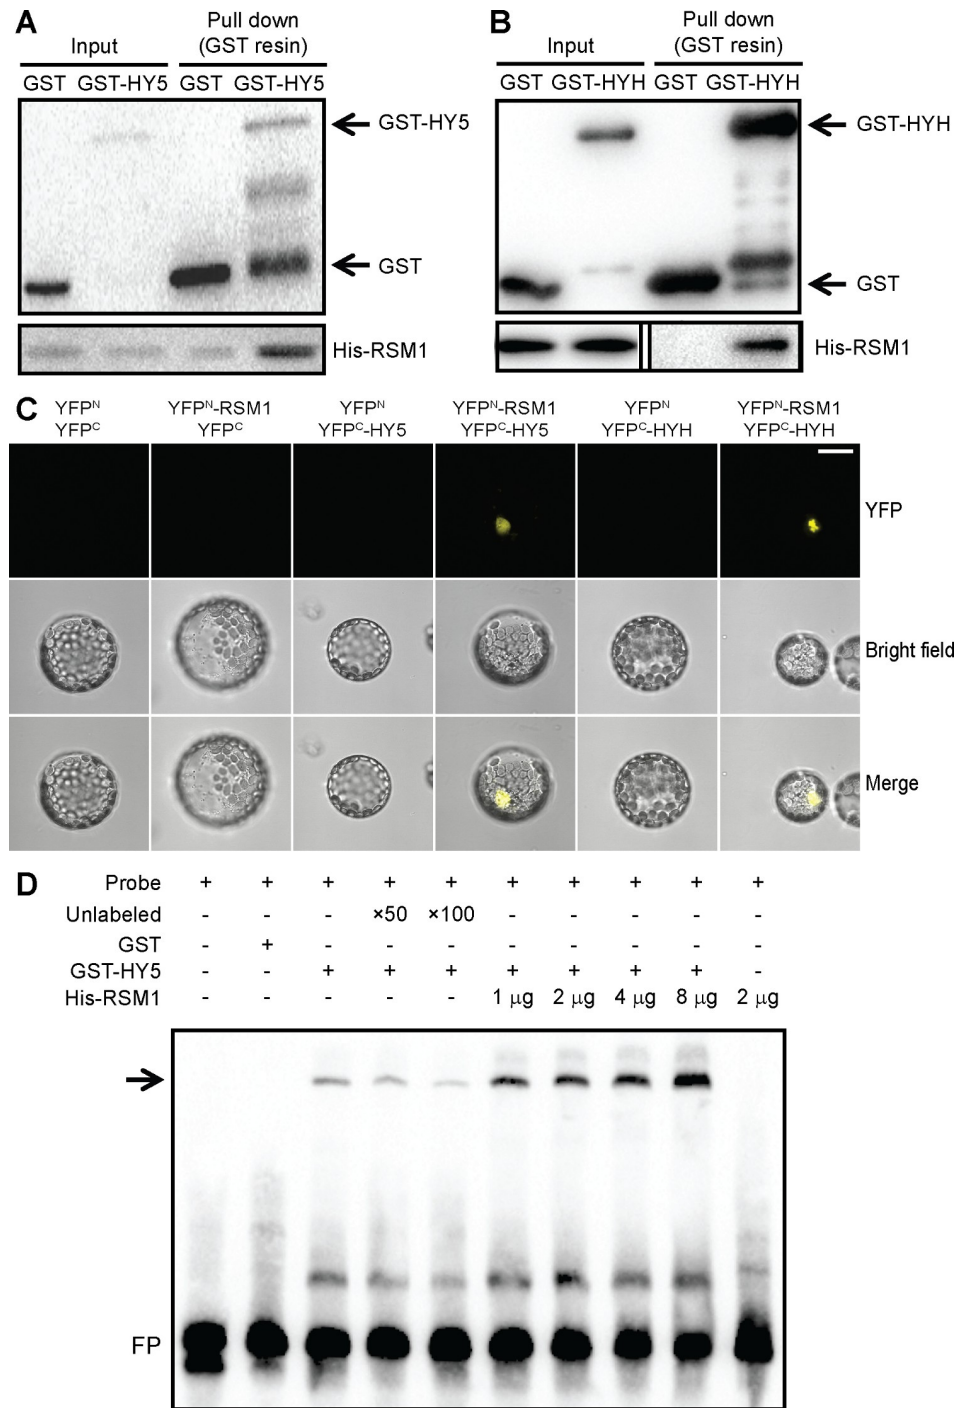 A
Input
Pull down
(GST resin)
GST GST-HY5 GST GST-HY5
GST-HY5
GST
His-RSM1
B
Input
Pull down
(GST resin)
GST GST-HYH GST GST-HYH
GST-HYH
GST
His-RSM1
C
YFPᴺ YFPᴺ-RSM1 YFPᴺ YFPᴺ-RSM1 YFPᴺ YFPᴺ-RSM1
YFPᶜ YFPᶜ YFPᶜ-HY5 YFPᶜ-HY5 YFPᶜ-HYH YFPᶜ-HYH
YFP
Bright field
Merge
D
Probe + + + + + + + + + +
Unlabeled - - - ×50 ×100 - - - - -
GST - + - - - - - - - -
GST-HY5 - - + + + + + + + -
His-RSM1 - - - - - 1 μg 2 μg 4 μg 8 μg 2 μg
FP